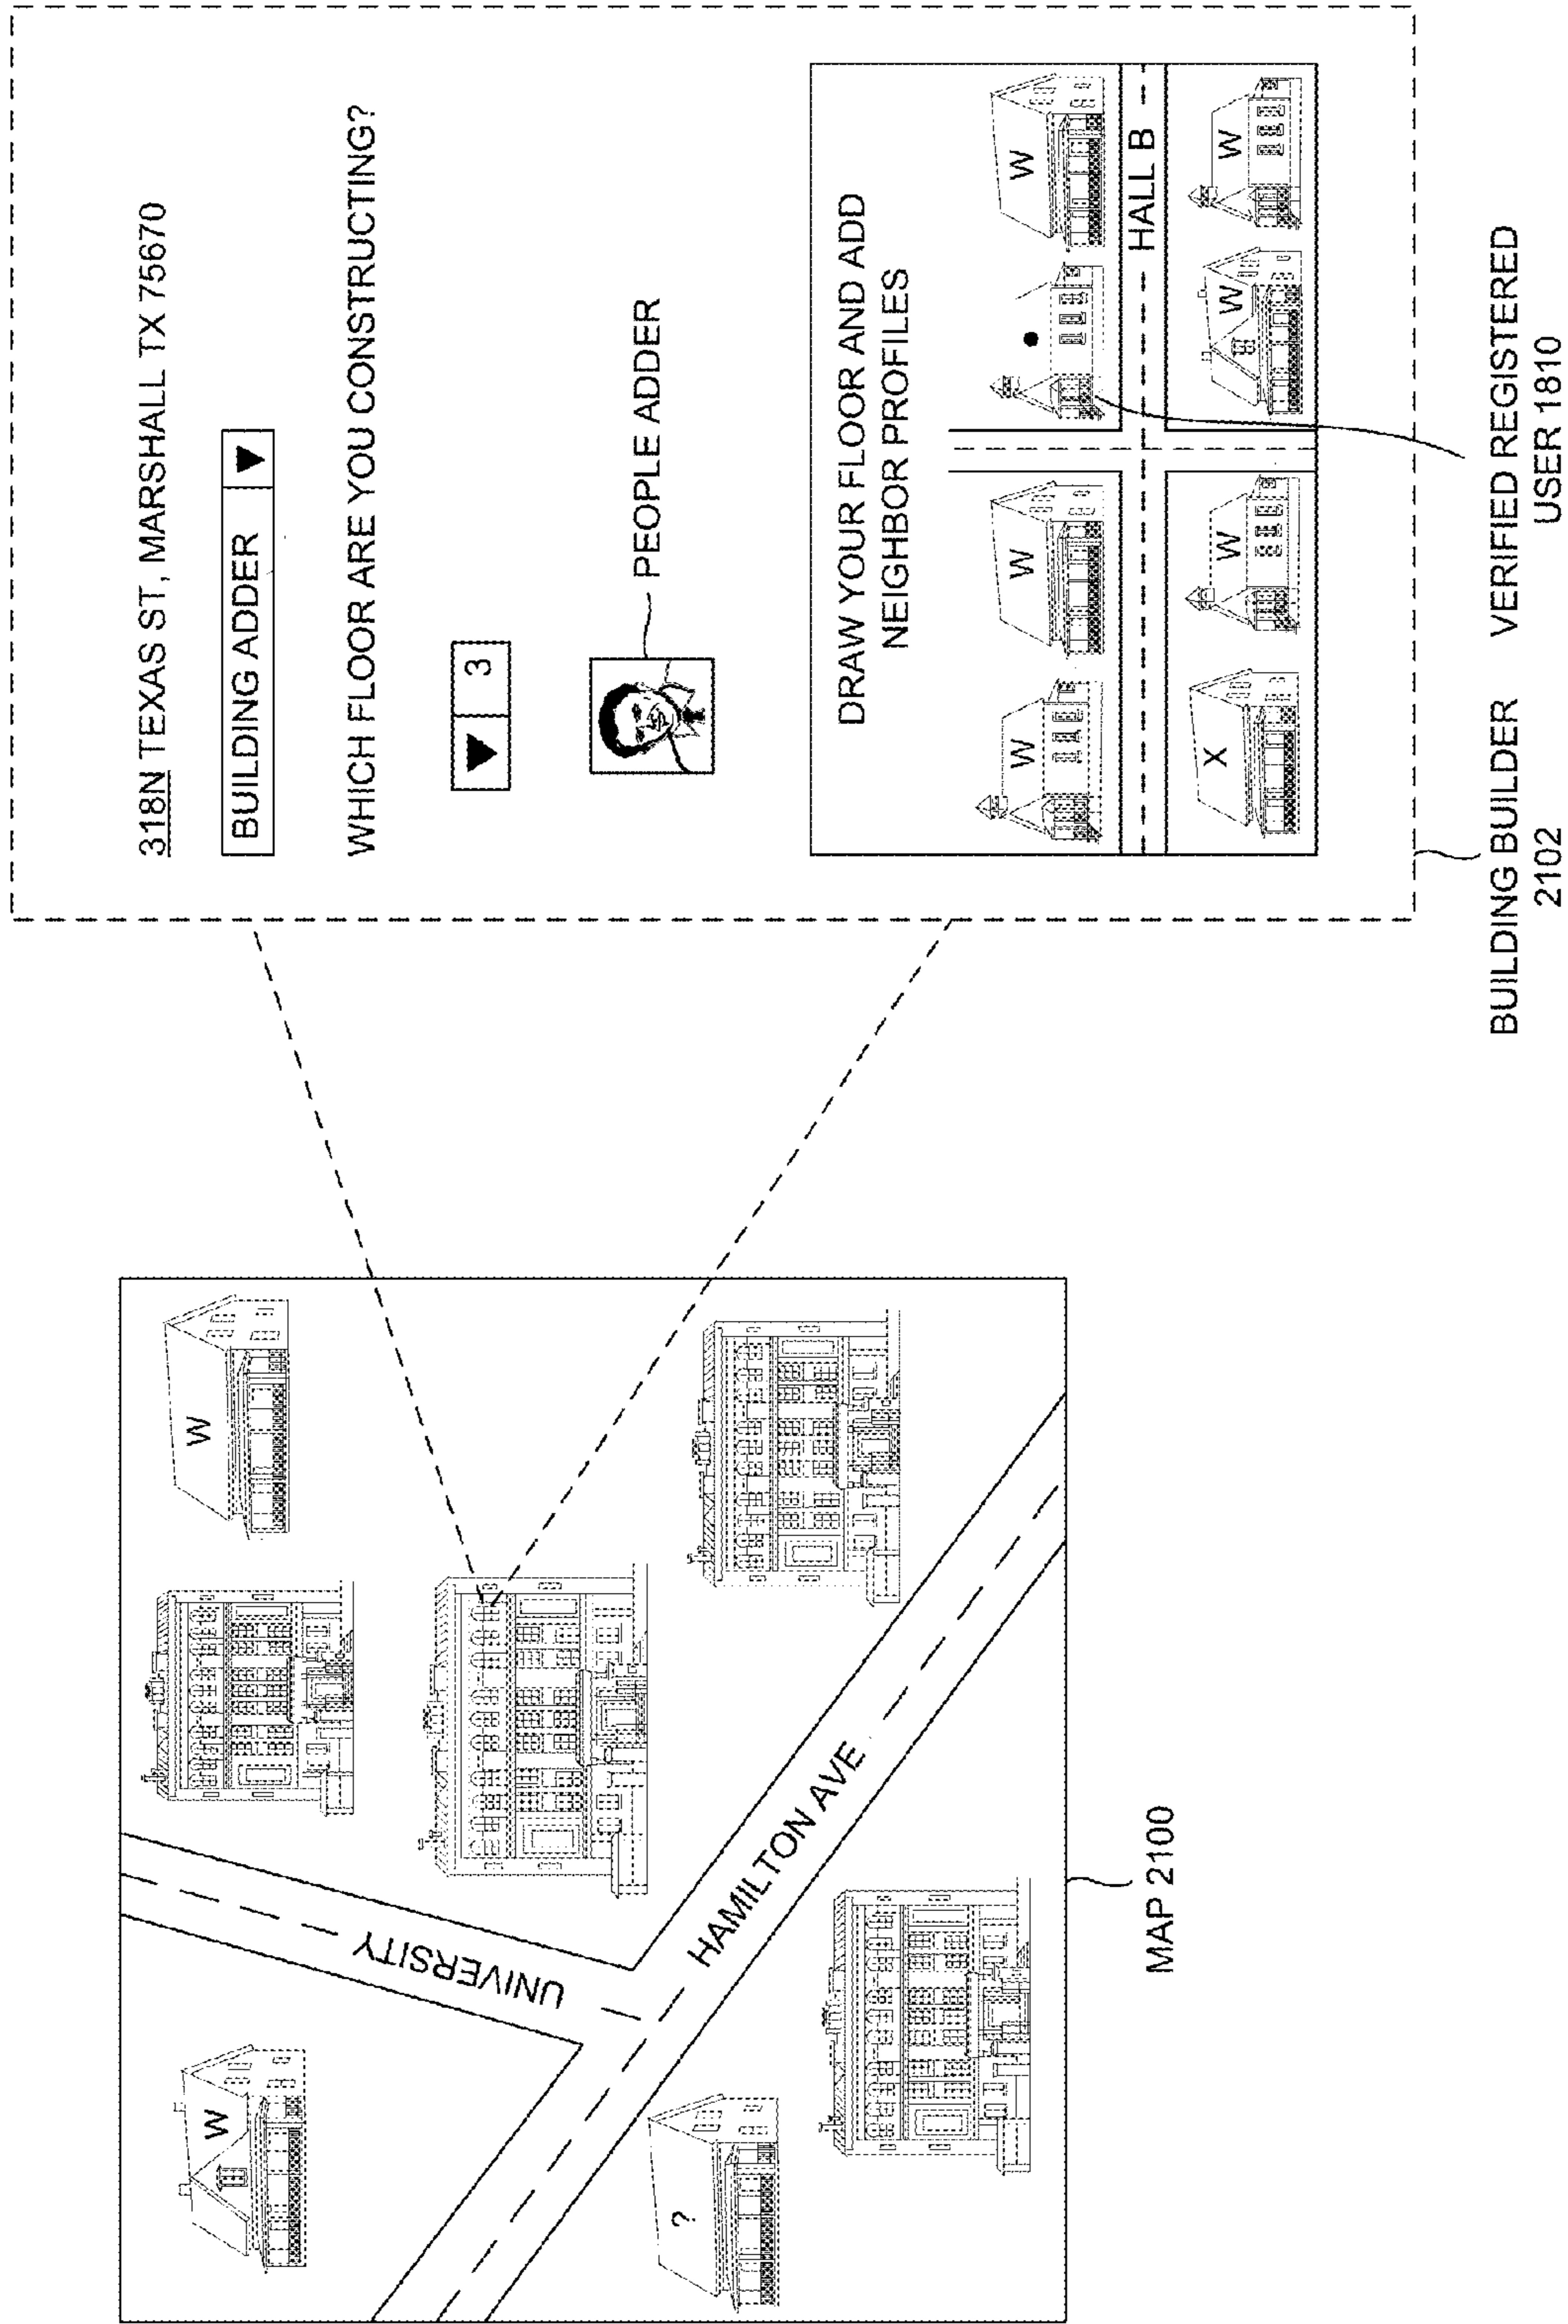 W
UNIVERSITY
W
?
HAMILTON AVE
MAP 2100
318N TEXAS ST, MARSHALL TX 75670
BUILDING ADDER ▼
WHICH FLOOR ARE YOU CONSTRUCTING?
▼ 3
PEOPLE ADDER
DRAW YOUR FLOOR AND ADD
NEIGHBOR PROFILES
W W W
HALL B
X W W W
BUILDING BUILDER
2102
VERIFIED REGISTERED
USER 1810